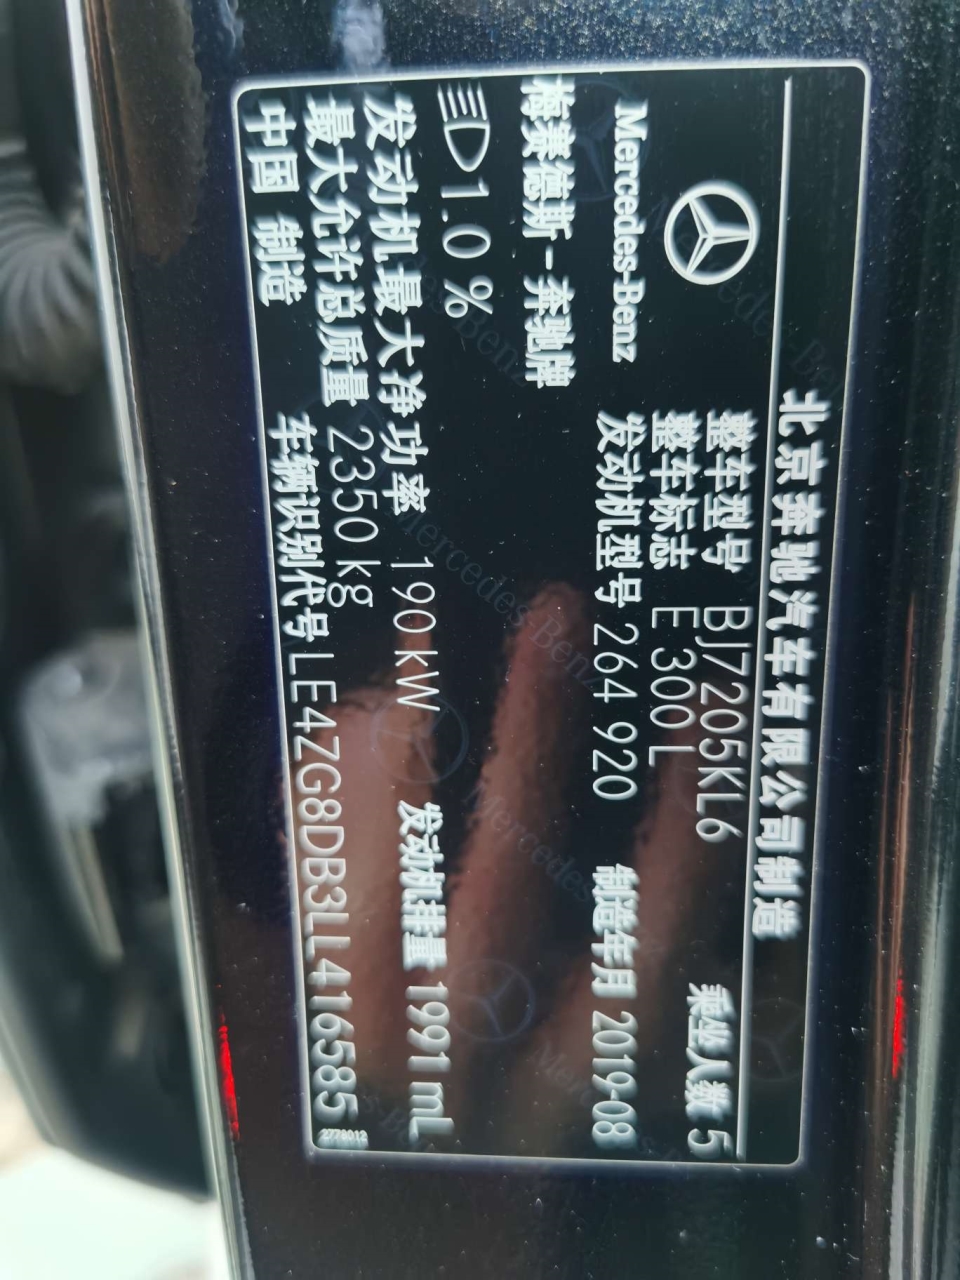 北京奔驰汽车有限公司制造
Mercedes-Benz
整车型号 BJ7205KL6 乘坐人数 5
整车标志 E 300 L
发动机型号 264 920 制造年月 2019-08
梅赛德斯-奔驰牌
1.0 %
发动机最大净功率 190 kW 发动机排量 1991 mL
最大允许总质量 2350 kg
中国 制造 车辆识别代号 LE4ZG8DB3LL416585
2778012